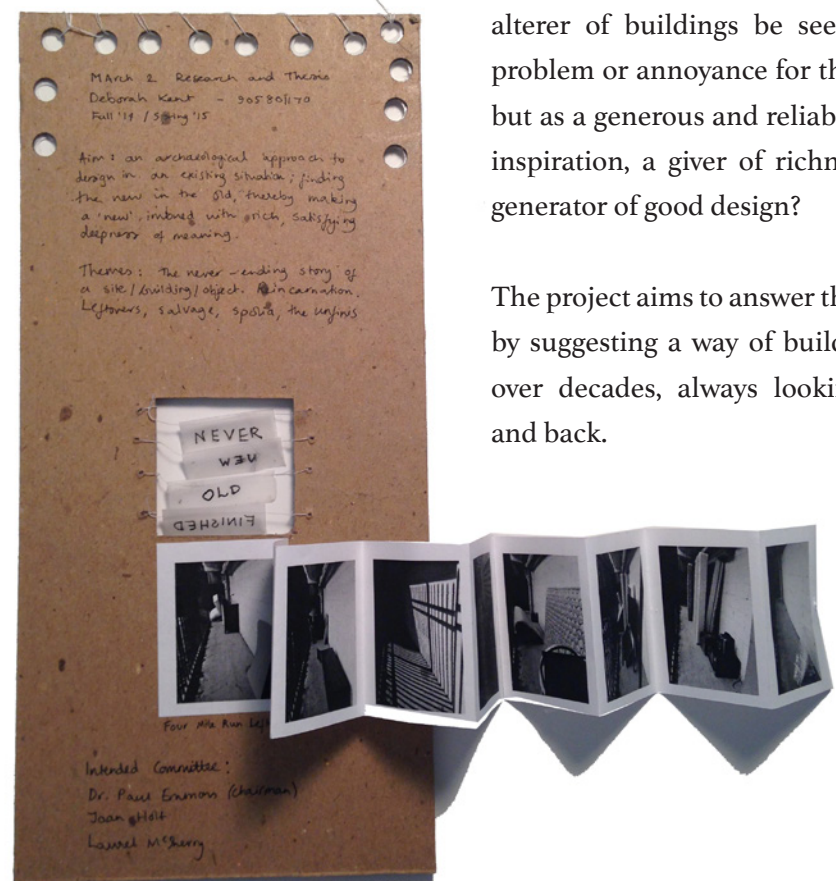 MArch 2 Research and Thesis
Deborah Kent - 905801170
Fall '14 / Spring '15
Aim: an archaeological approach to
design in an existing situation; finding
the new in the old, thereby making
a 'new', imbued with rich, satisfying
deepness of meaning.
Themes: The never-ending story of
a site/building/object. Reincarnation.
Leftovers, salvage, spolia, the unfinis
NEVER
NEW
OLD
FINISHED
Four Mile Run
Intended Committee:
Dr. Paul Emmons (chairman)
Joan Holt
Laurel McSherry
alterer of buildings be see
problem or annoyance for th
but as a generous and reliab
inspiration, a giver of richn
generator of good design?
The project aims to answer th
by suggesting a way of build
over decades, always lookin
and back.